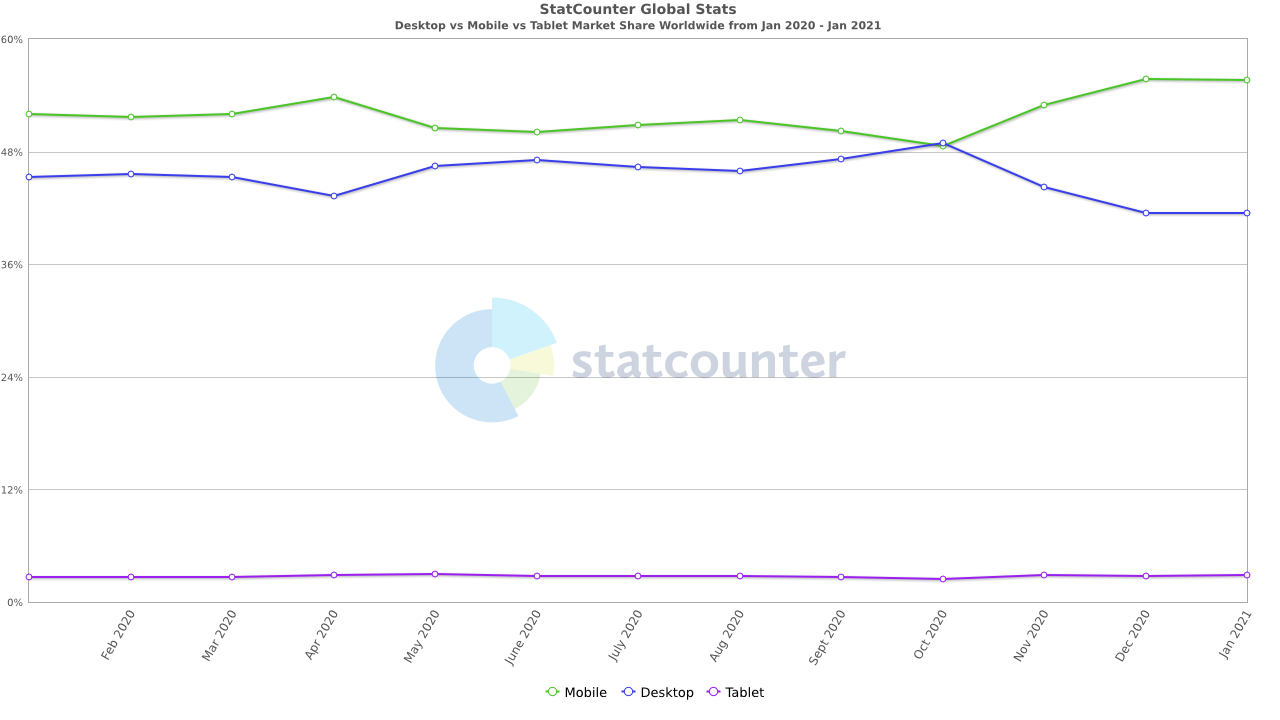 StatCounter Global Stats
Desktop vs Mobile vs Tablet Market Share Worldwide from Jan 2020 - Jan 2021
60%
48%
36%
statcounter
24%
12%
0%
Feb 2020 Mar 2020 Apr 2020 May 2020 June 2020 July 2020 Aug 2020 Sept 2020 Oct 2020 Nov 2020 Dec 2020 Jan 2021
Mobile Desktop Tablet